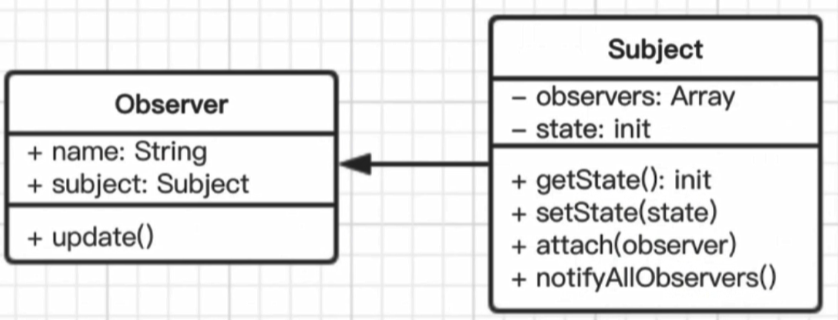 Observer
+ name: String
+ subject: Subject
+ update()
Subject
– observers: Array
– state: init
+ getState(): init
+ setState(state)
+ attach(observer)
+ notifyAllObservers()